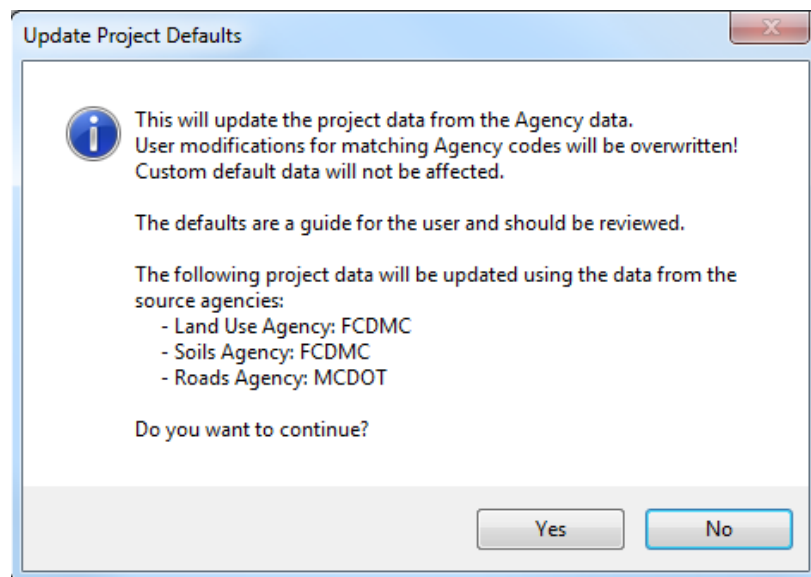 Update Project Defaults
This will update the project data from the Agency data.
User modifications for matching Agency codes will be overwritten!
Custom default data will not be affected.
The defaults are a guide for the user and should be reviewed.
The following project data will be updated using the data from the
source agencies:
- Land Use Agency: FCDMC
- Soils Agency: FCDMC
- Roads Agency: MCDOT
Do you want to continue?
Yes
No